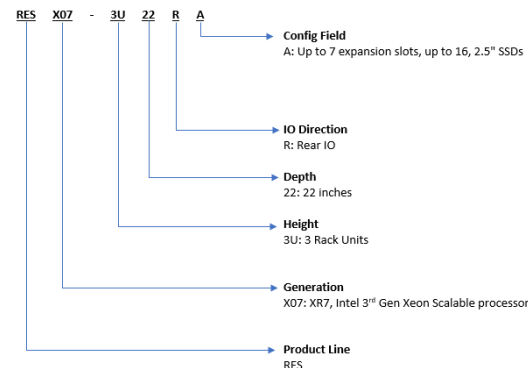 RES X07 - 3U 22 R A
Config Field
A: Up to 7 expansion slots, up to 16, 2.5" SSDs
IO Direction
R: Rear IO
Depth
22: 22 inches
Height
3U: 3 Rack Units
Generation
X07: XR7, Intel 3rd Gen Xeon Scalable processor
Product Line
RES